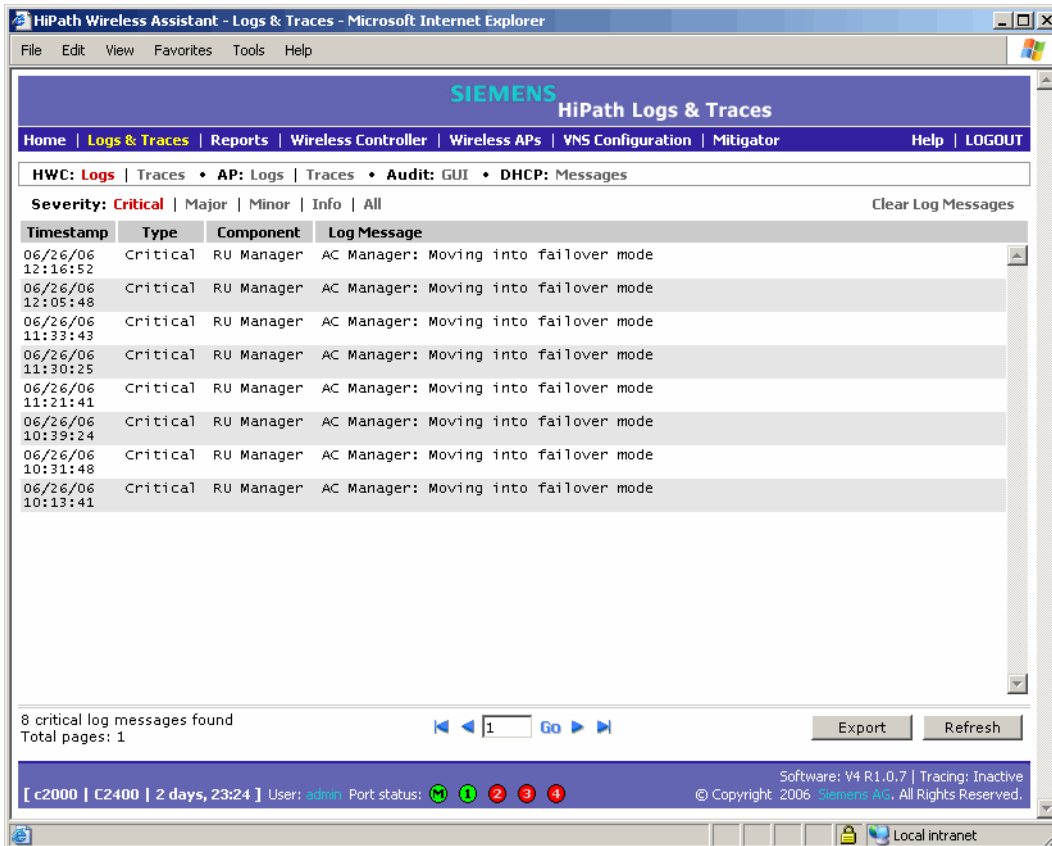 HiPath Wireless Assistant - Logs & Traces - Microsoft Internet Explorer
File Edit View Favorites Tools Help
SIEMENS
HiPath Logs & Traces
Home | Logs & Traces | Reports | Wireless Controller | Wireless APs | VNS Configuration | Mitigator Help | LOGOUT
HWC: Logs | Traces • AP: Logs | Traces • Audit: GUI • DHCP: Messages
Severity: Critical | Major | Minor | Info | All Clear Log Messages
Timestamp Type Component Log Message
06/26/06 Critical RU Manager AC Manager: Moving into failover mode
12:16:52
06/26/06 Critical RU Manager AC Manager: Moving into failover mode
12:05:48
06/26/06 Critical RU Manager AC Manager: Moving into failover mode
11:33:43
06/26/06 Critical RU Manager AC Manager: Moving into failover mode
11:30:25
06/26/06 Critical RU Manager AC Manager: Moving into failover mode
11:21:41
06/26/06 Critical RU Manager AC Manager: Moving into failover mode
10:39:24
06/26/06 Critical RU Manager AC Manager: Moving into failover mode
10:31:48
06/26/06 Critical RU Manager AC Manager: Moving into failover mode
10:13:41
8 critical log messages found
Total pages: 1
1 Go
Export Refresh
Software: V4 R1.0.7 | Tracing: Inactive
[ c2000 | C2400 | 2 days, 23:24 ] User: admin Port status: M 1 2 3 4
© Copyright 2006 Siemens AG. All Rights Reserved.
Local intranet